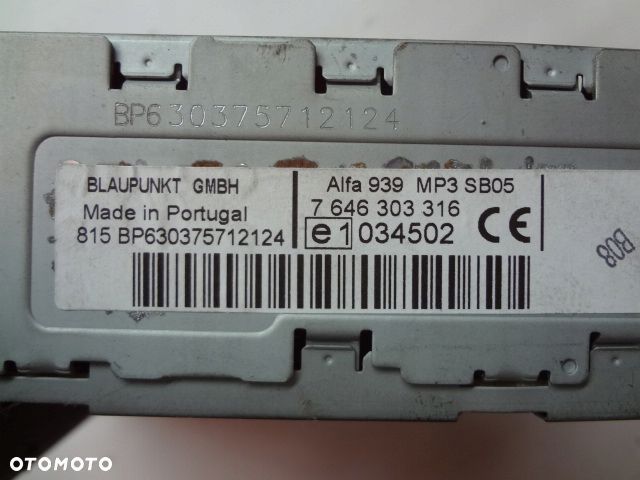 BP630375712124
BLAUPUNKT GMBH
Made in Portugal
815 BP630375712124
Alfa 939 MP3 SB05
7 646 303 316
e1 034502 CE
B08
OTOMOTO